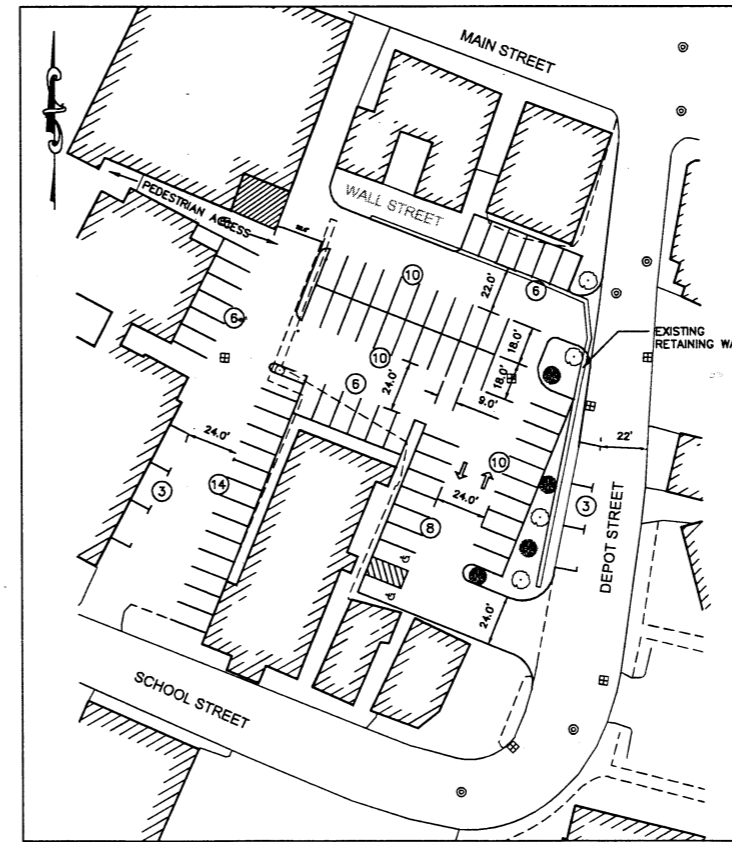 MAIN STREET
WALL STREET
PEDESTRIAN ACCESS
10
22.0'
6
6
EXISTING
RETAINING WA
18.0'
10
18.0'
6
24.0'
9.0'
24.0'
22'
10
14
3
24.0'
3
8
DEPOT STREET
24.0'
SCHOOL STREET